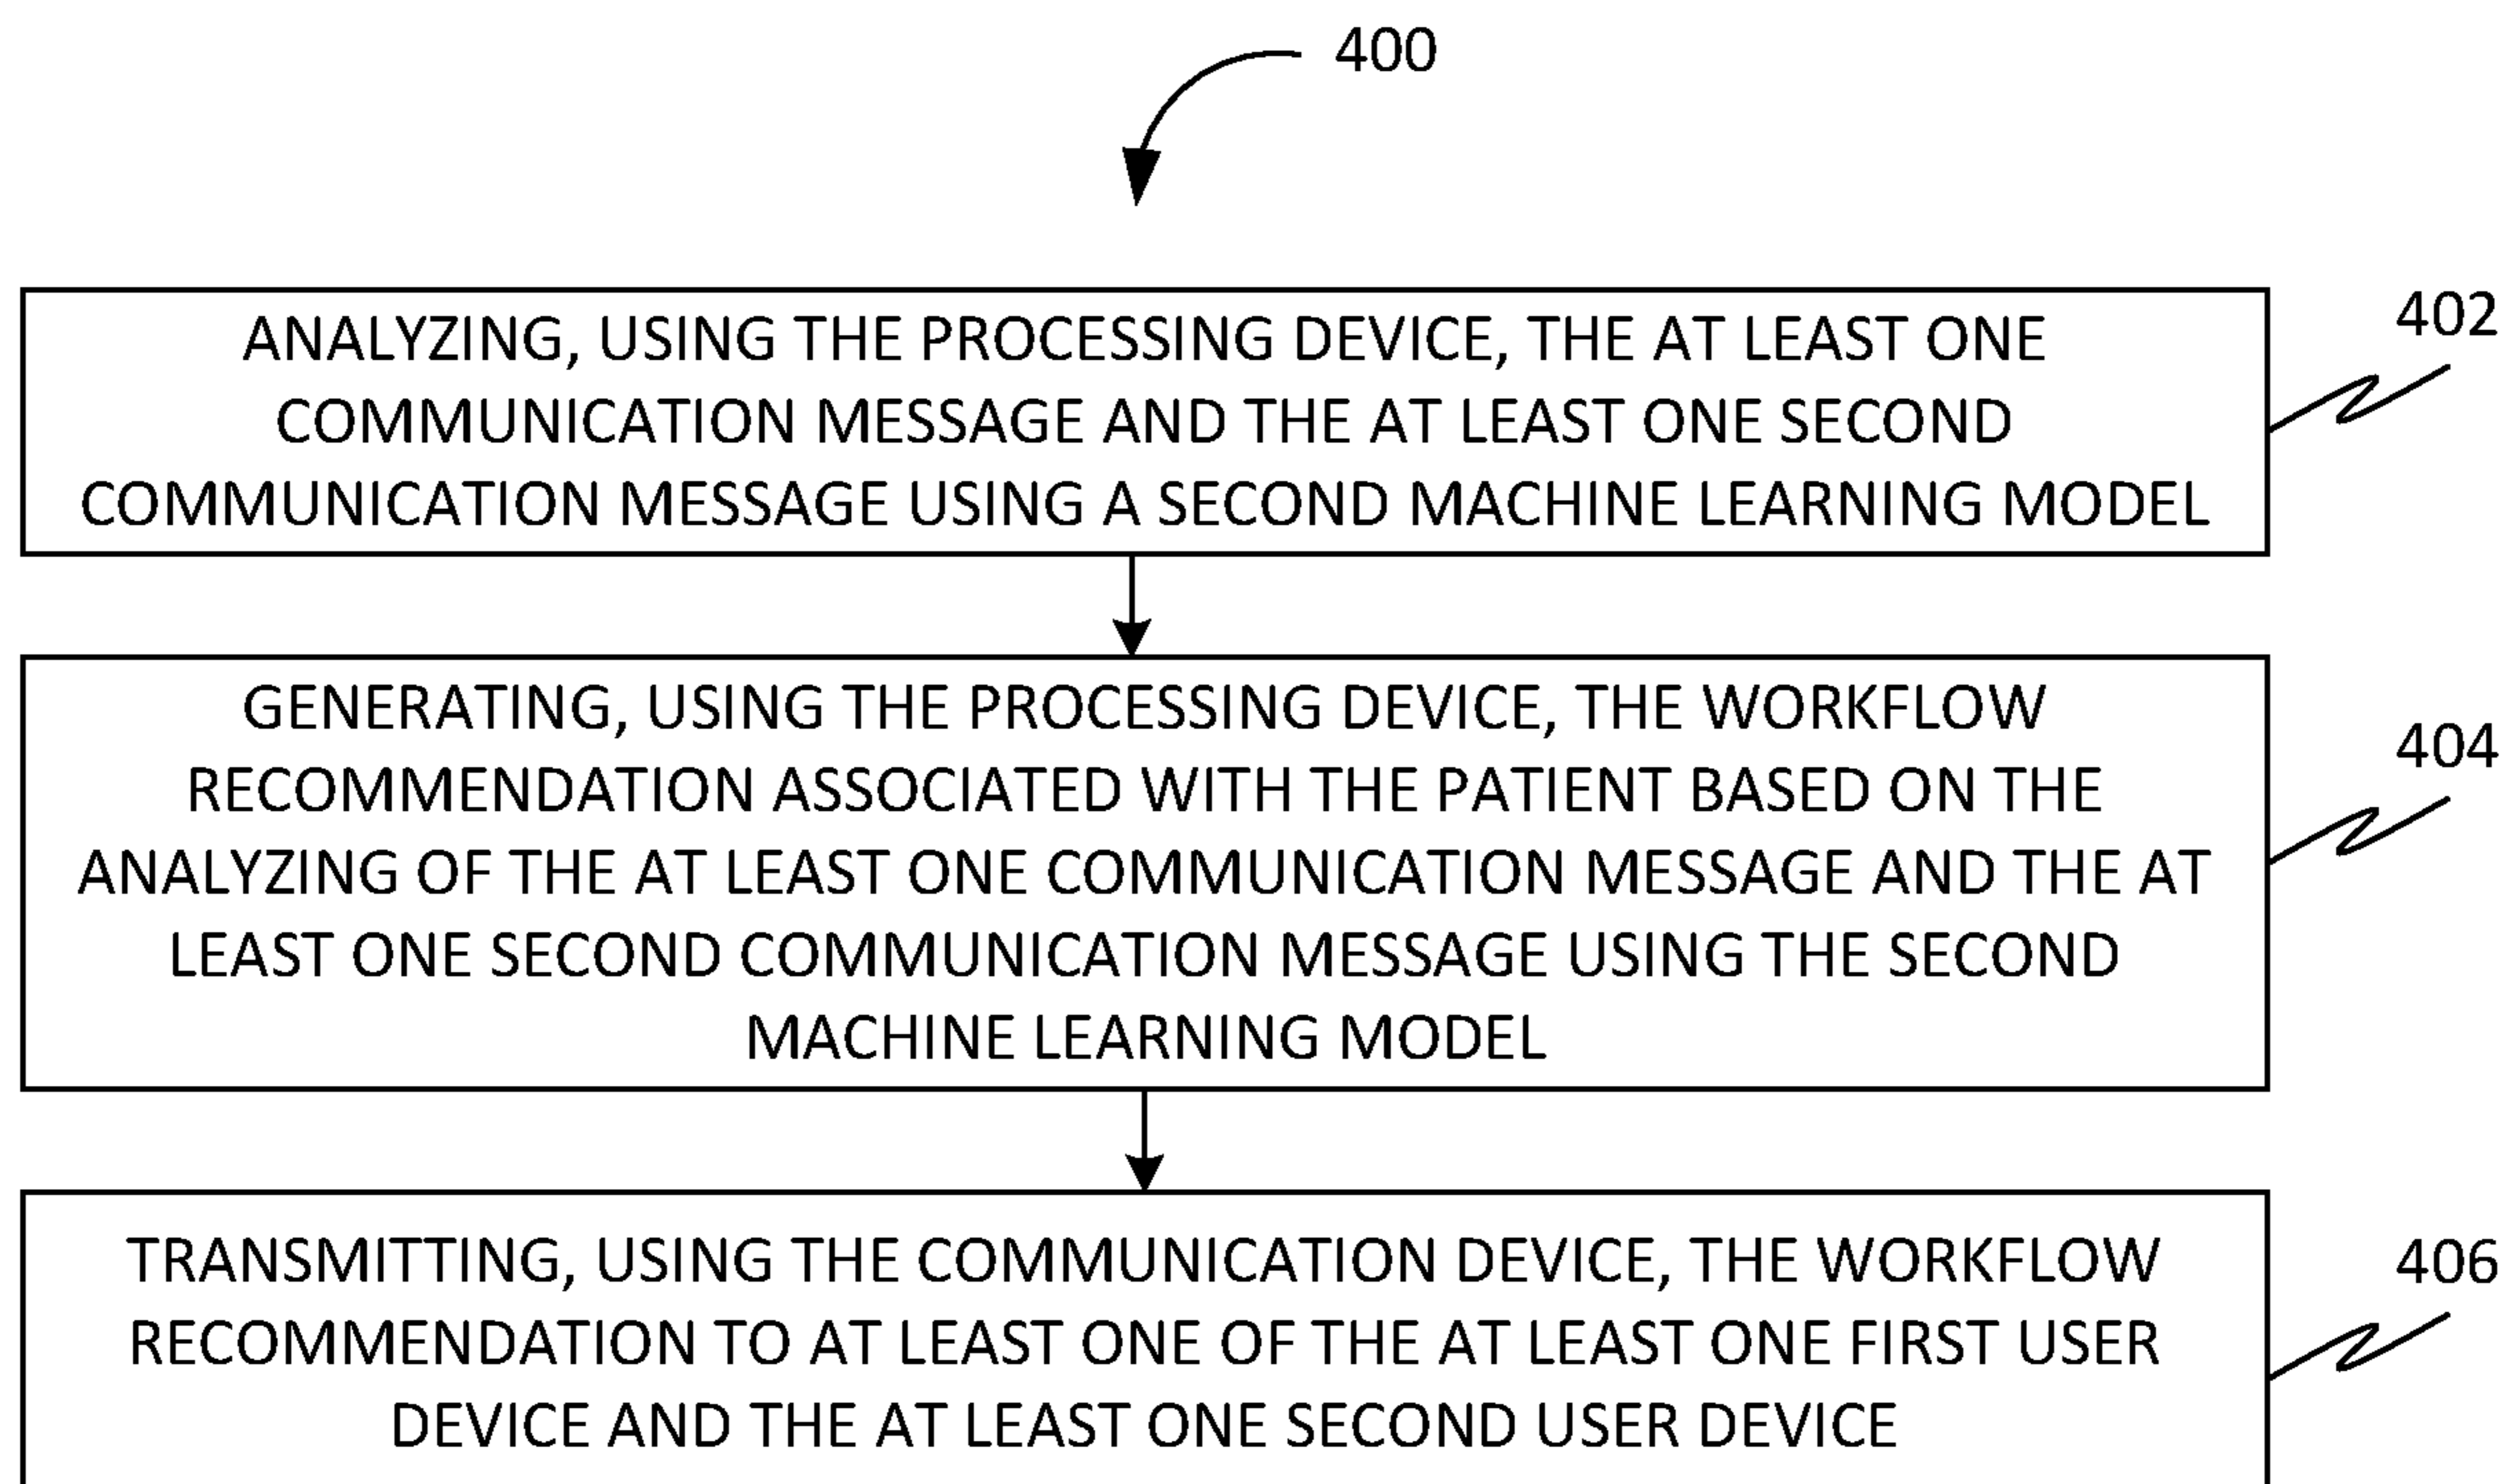 400
402
ANALYZING, USING THE PROCESSING DEVICE, THE AT LEAST ONE
COMMUNICATION MESSAGE AND THE AT LEAST ONE SECOND
COMMUNICATION MESSAGE USING A SECOND MACHINE LEARNING MODEL
404
GENERATING, USING THE PROCESSING DEVICE, THE WORKFLOW
RECOMMENDATION ASSOCIATED WITH THE PATIENT BASED ON THE
ANALYZING OF THE AT LEAST ONE COMMUNICATION MESSAGE AND THE AT
LEAST ONE SECOND COMMUNICATION MESSAGE USING THE SECOND
MACHINE LEARNING MODEL
406
TRANSMITTING, USING THE COMMUNICATION DEVICE, THE WORKFLOW
RECOMMENDATION TO AT LEAST ONE OF THE AT LEAST ONE FIRST USER
DEVICE AND THE AT LEAST ONE SECOND USER DEVICE